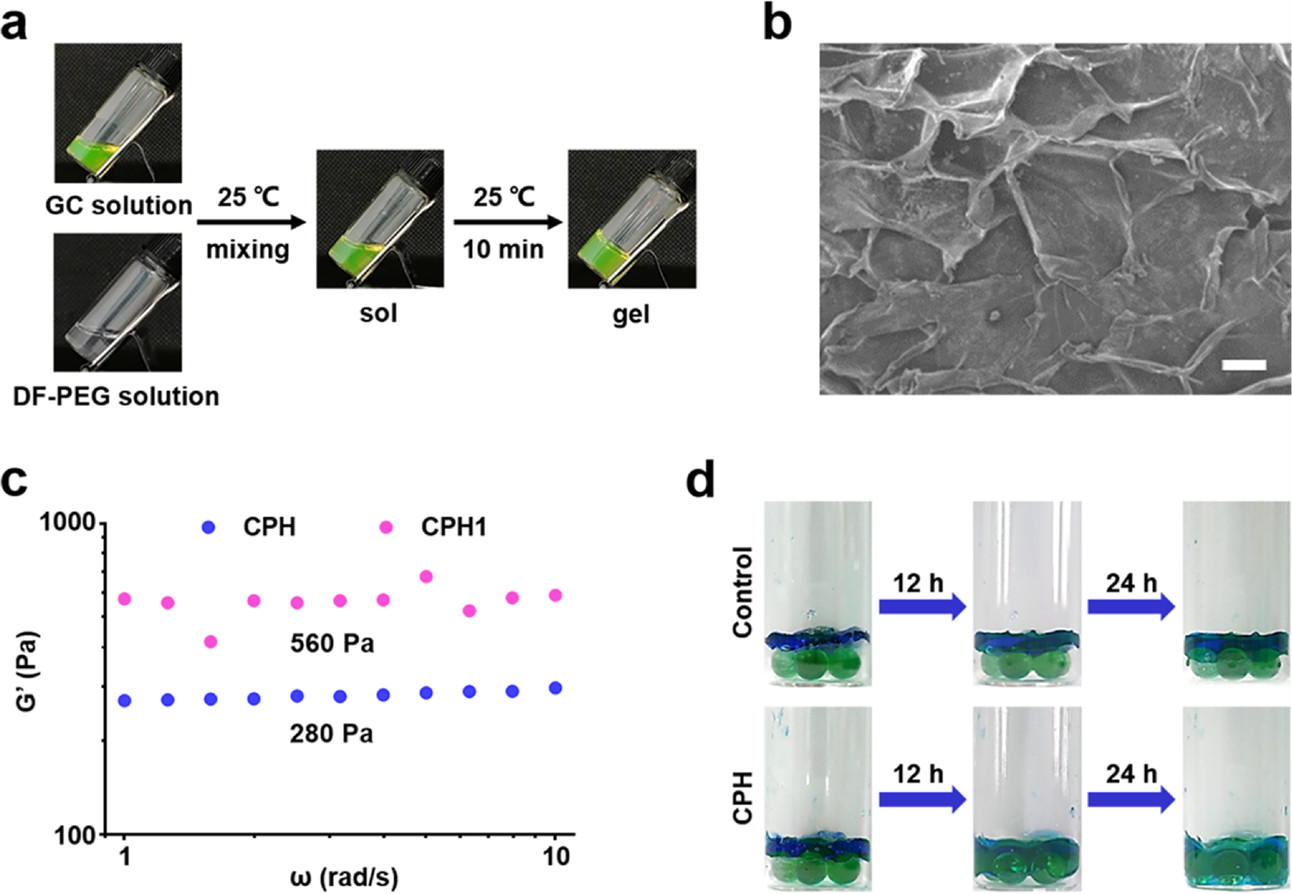 a
GC solution
DF-PEG solution
25 ℃
mixing
sol
25 ℃
10 min
gel
b
c
1000
100
G’ (Pa)
CPH
CPH1
560 Pa
280 Pa
1
10
ω (rad/s)
d
Control
12 h
24 h
CPH
12 h
24 h